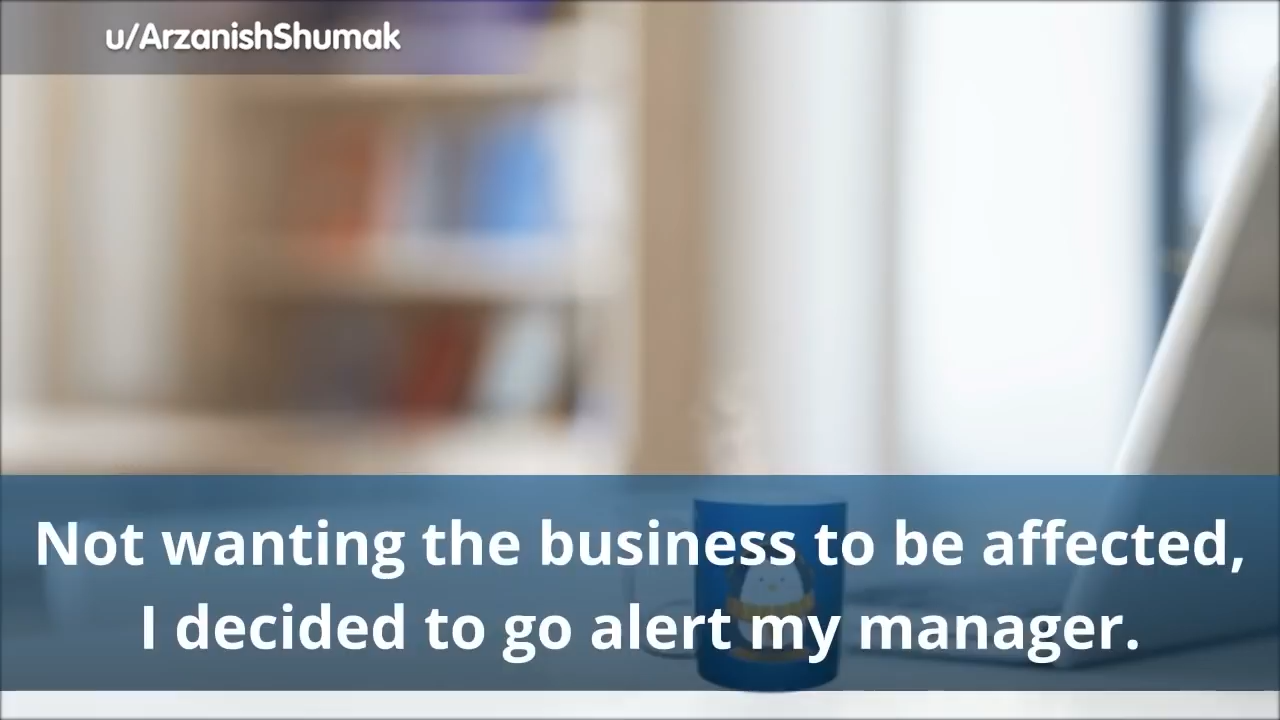 u/ArzanishShumak
Not wanting the business to be affected,
I decided to go alert my manager.